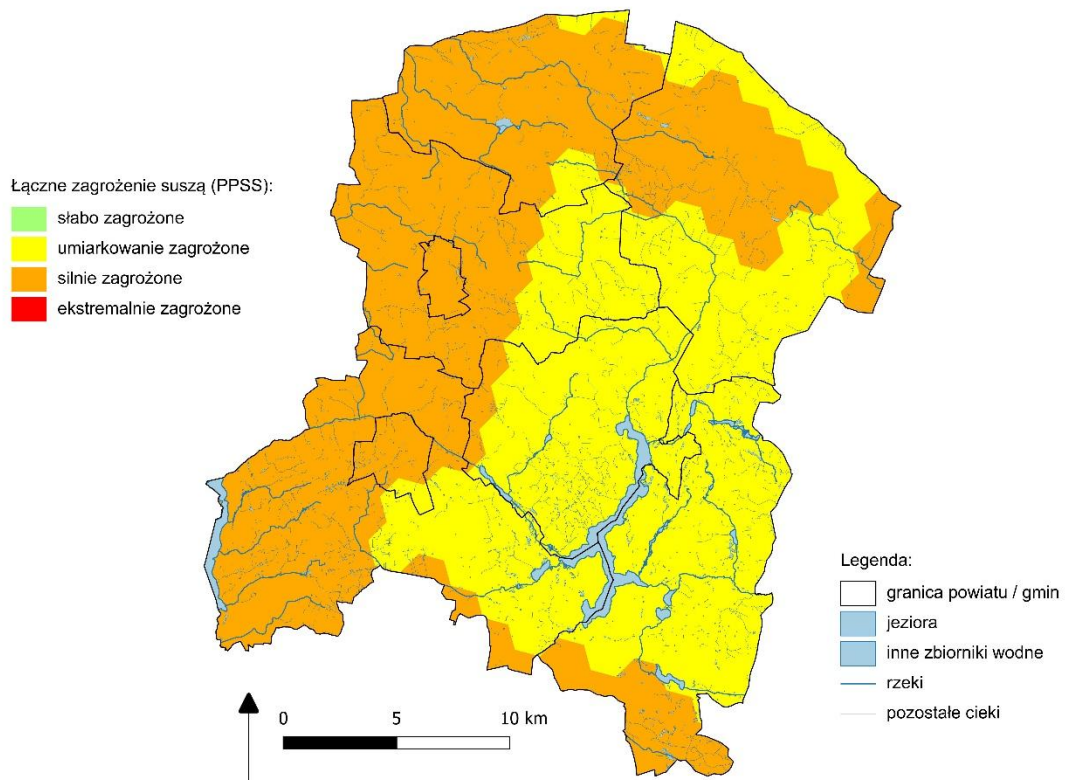 Łączne zagrożenie suszą (PPSS):
słabo zagrożone
umiarkowanie zagrożone
silnie zagrożone
ekstremalnie zagrożone
Legenda:
granica powiatu / gmin
jeziora
inne zbiorniki wodne
rzeki
pozostałe cieki
0 5 10 km